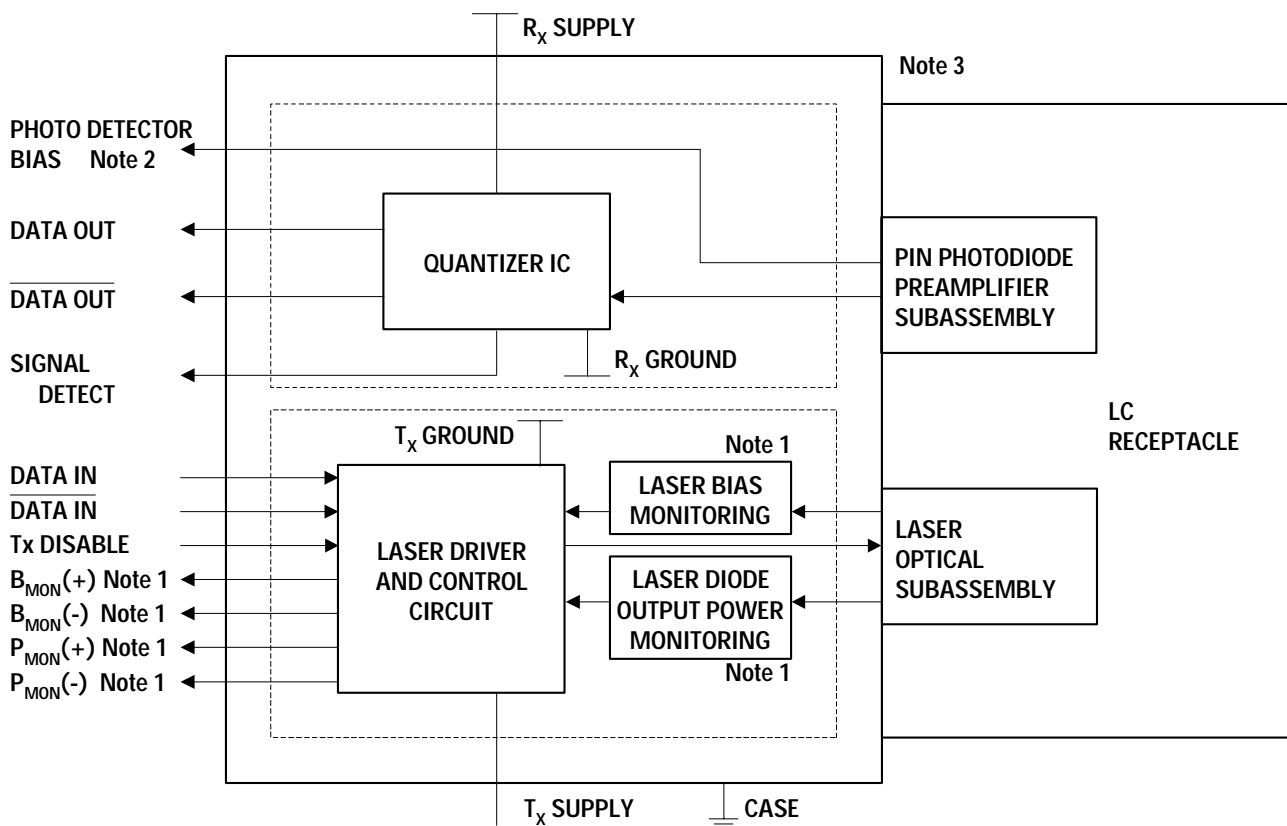 R_X SUPPLY
Note 3
PHOTO DETECTOR
BIAS Note 2
DATA OUT
QUANTIZER IC
PIN PHOTODIODE
PREAMPLIFIER
SUBASSEMBLY
DATA OUT
R_X GROUND
SIGNAL
DETECT
LC
RECEPTACLE
T_X GROUND
Note 1
DATA IN
DATA IN
Tx DISABLE
B_MON(+) Note 1
B_MON(-) Note 1
P_MON(+) Note 1
P_MON(-) Note 1
LASER DRIVER
AND CONTROL
CIRCUIT
LASER BIAS
MONITORING
LASER DIODE
OUTPUT POWER
MONITORING
Note 1
LASER
OPTICAL
SUBASSEMBLY
T_X SUPPLY
CASE